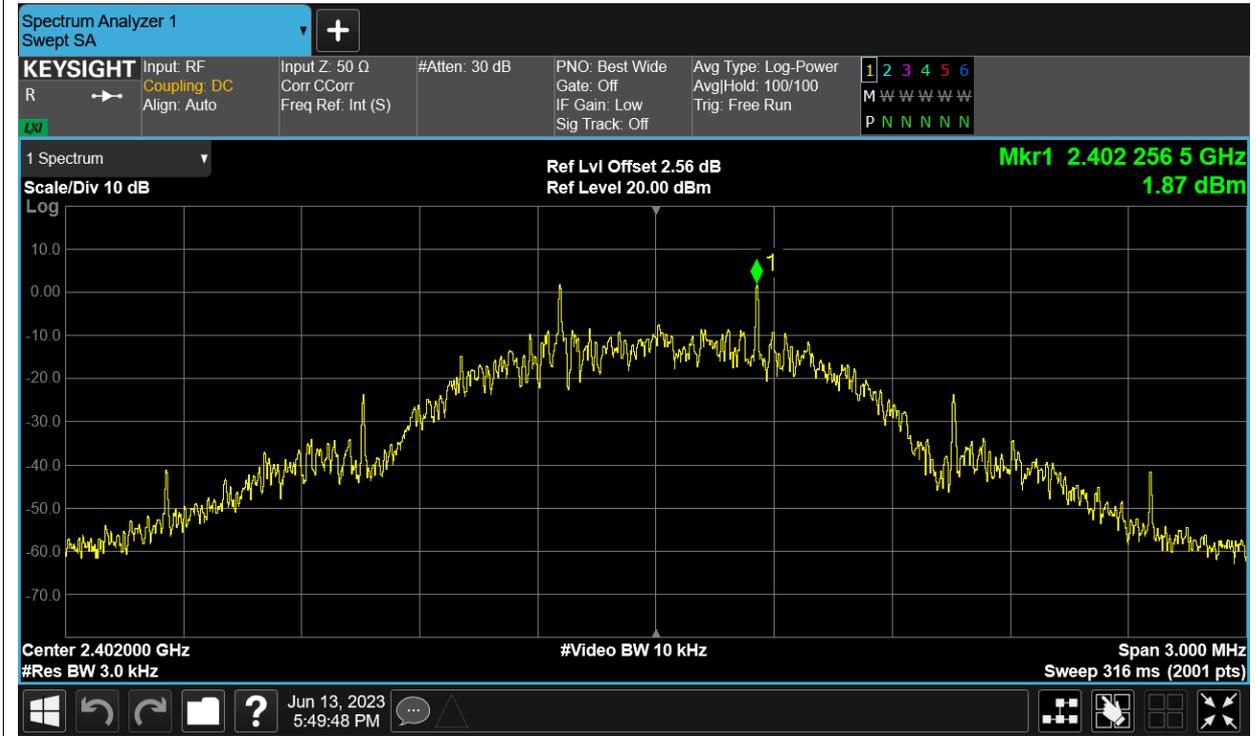 Spectrum Analyzer 1
Swept SA
+
KEYSIGHT
R
LXI
Input: RF
Coupling: DC
Align: Auto
Input Z: 50 Ω
Corr CCorr
Freq Ref: Int (S)
#Atten: 30 dB
PNO: Best Wide
Gate: Off
IF Gain: Low
Sig Track: Off
Avg Type: Log-Power
Avg|Hold: 100/100
Trig: Free Run
1 2 3 4 5 6
M W W W W W W
P N N N N N N
1 Spectrum
Scale/Div 10 dB
Ref Lvl Offset 2.56 dB
Ref Level 20.00 dBm
Mkr1 2.402 256 5 GHz
1.87 dBm
Log
10.0
0.00
-10.0
-20.0
-30.0
-40.0
-50.0
-60.0
-70.0
1
Center 2.402000 GHz
#Video BW 10 kHz
Span 3.000 MHz
#Res BW 3.0 kHz
Sweep 316 ms (2001 pts)
?
Jun 13, 2023
5:49:48 PM